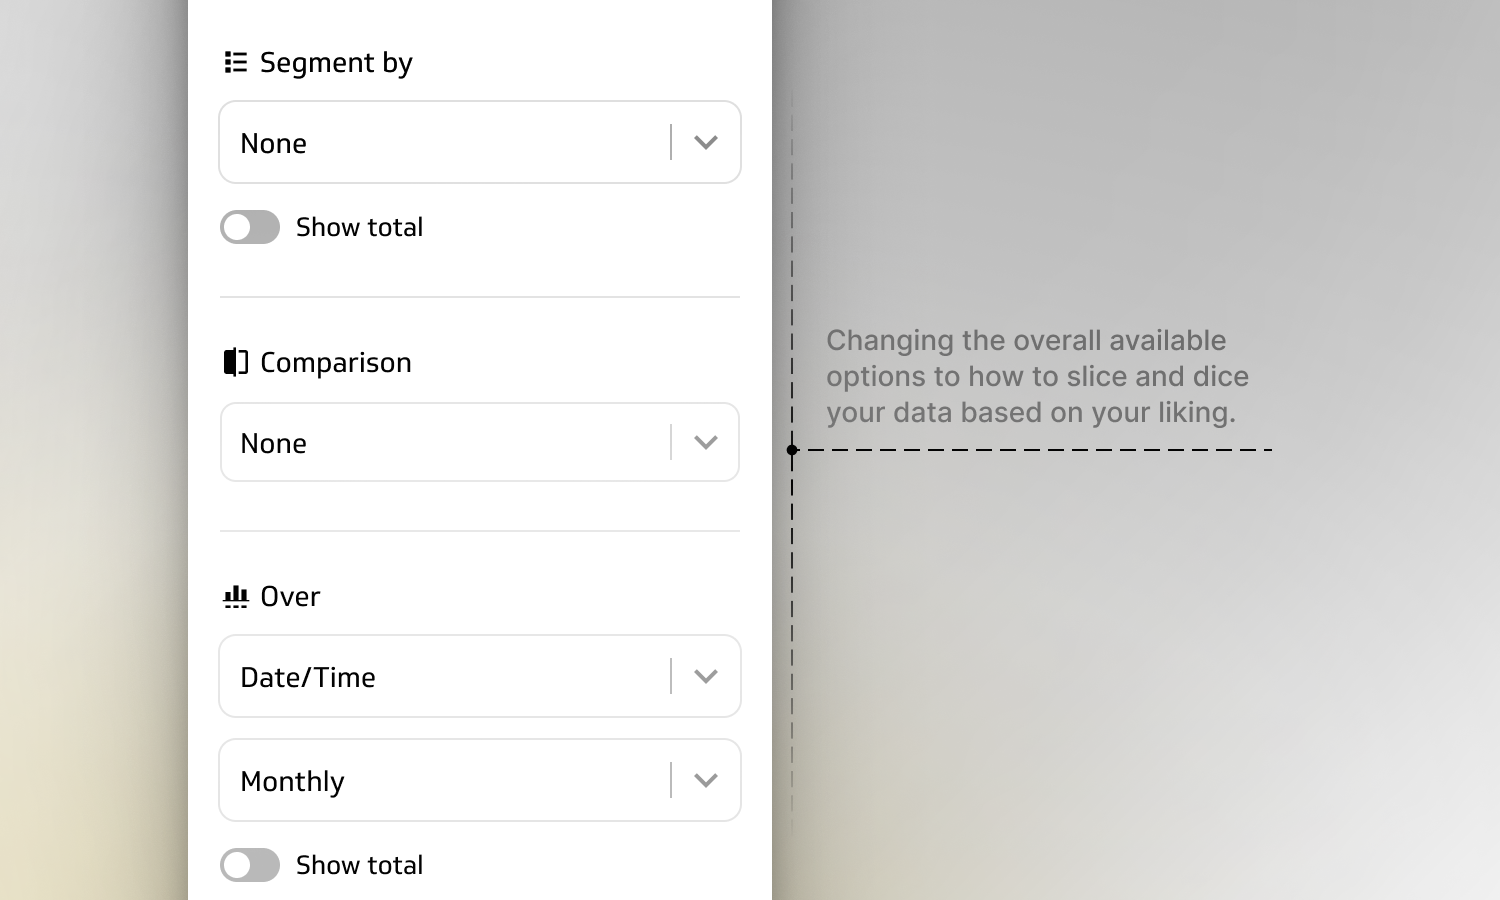 Segment by
None
Show total
Comparison
None
Changing the overall available
options to how to slice and dice
your data based on your liking.
Over
Date/Time
Monthly
Show total